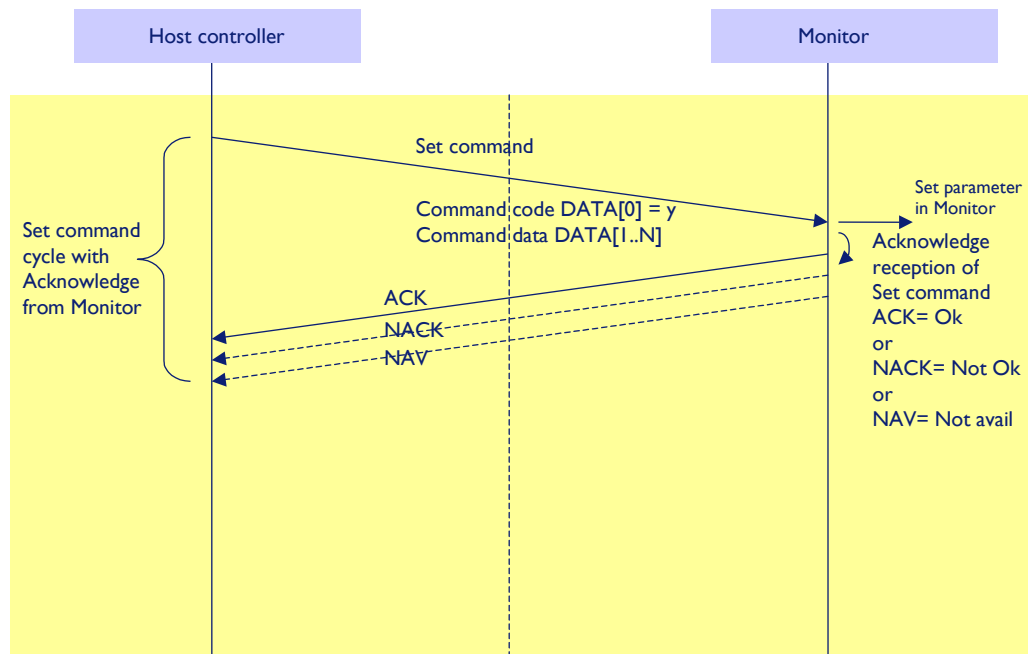 Host controller
Monitor
Set command
Command code DATA[0] = y
Command data DATA[1..N]
Set parameter
in Monitor
Set command
cycle with
Acknowledge
from Monitor
Acknowledge
reception of
Set command
ACK= Ok
or
NACK= Not Ok
or
NAV= Not avail
ACK
NACK
NAV